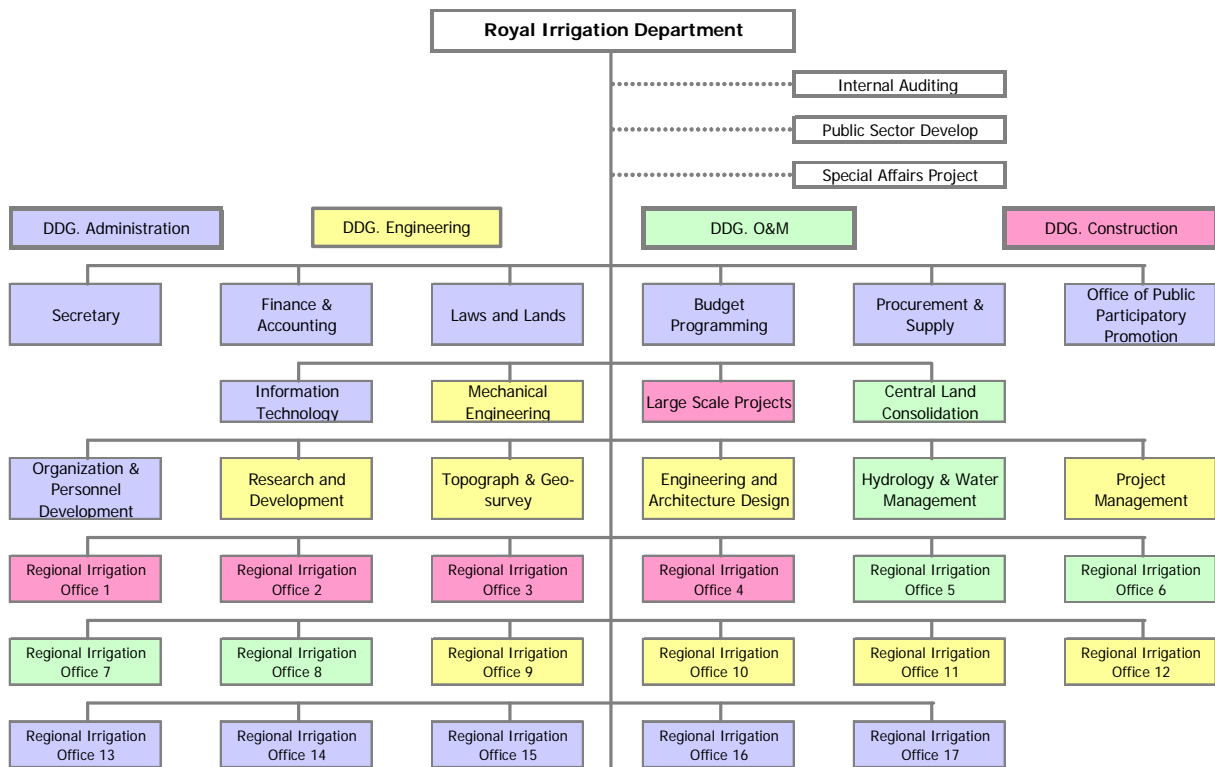 Royal Irrigation Department
Internal Auditing
Public Sector Develop
Special Affairs Project
DDG. Administration
DDG. Engineering
DDG. O&M
DDG. Construction
Secretary
Finance &
Accounting
Laws and Lands
Budget
Programming
Procurement &
Supply
Office of Public
Participatory
Promotion
Information
Technology
Mechanical
Engineering
Large Scale Projects
Central Land
Consolidation
Organization &
Personnel
Development
Research and
Development
Topograph & Geo-
survey
Engineering and
Architecture Design
Hydrology & Water
Management
Project
Management
Regional Irrigation
Office 1
Regional Irrigation
Office 2
Regional Irrigation
Office 3
Regional Irrigation
Office 4
Regional Irrigation
Office 5
Regional Irrigation
Office 6
Regional Irrigation
Office 7
Regional Irrigation
Office 8
Regional Irrigation
Office 9
Regional Irrigation
Office 10
Regional Irrigation
Office 11
Regional Irrigation
Office 12
Regional Irrigation
Office 13
Regional Irrigation
Office 14
Regional Irrigation
Office 15
Regional Irrigation
Office 16
Regional Irrigation
Office 17